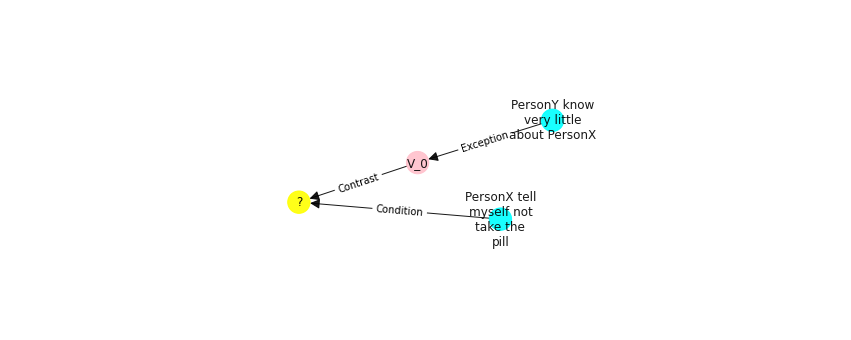 PersonY know
very little
about PersonX
Exception
V_0
Contrast
?
Condition
PersonX tell
myself not
take the
pill